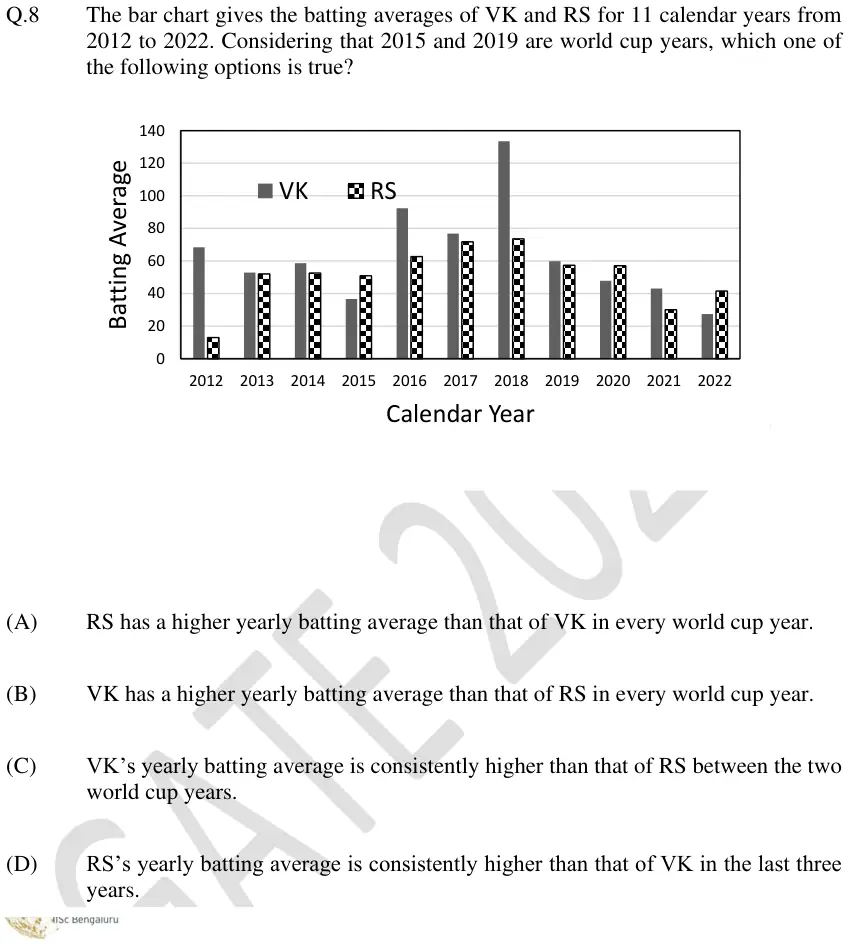 Q.8 The bar chart gives the batting averages of VK and RS for 11 calendar years from
2012 to 2022. Considering that 2015 and 2019 are world cup years, which one of
the following options is true?
140
120
100
80
60
40
20
0
Batting Average
VK RS
2012 2013 2014 2015 2016 2017 2018 2019 2020 2021 2022
Calendar Year
(A) RS has a higher yearly batting average than that of VK in every world cup year.
(B) VK has a higher yearly batting average than that of RS in every world cup year.
(C) VK’s yearly batting average is consistently higher than that of RS between the two
world cup years.
(D) RS’s yearly batting average is consistently higher than that of VK in the last three
years.
GATE 202
IISc Bengaluru